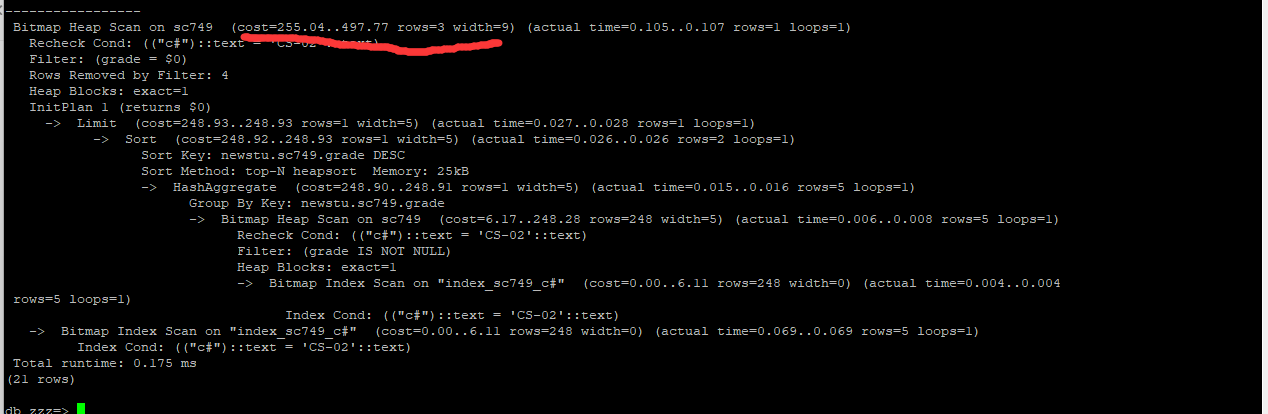 -----------------
Bitmap Heap Scan on sc749  (cost=255.04..497.77 rows=3 width=9) (actual time=0.105..0.107 rows=1 loops=1)
Recheck Cond: (("c#")::text = 'CS-02'::text)
Filter: (grade = $0)
Rows Removed by Filter: 4
Heap Blocks: exact=1
InitPlan 1 (returns $0)
->  Limit  (cost=248.93..248.93 rows=1 width=5) (actual time=0.027..0.028 rows=1 loops=1)
->  Sort  (cost=248.92..248.93 rows=1 width=5) (actual time=0.026..0.026 rows=2 loops=1)
Sort Key: newstu.sc749.grade DESC
Sort Method: top-N heapsort  Memory: 25kB
->  HashAggregate  (cost=248.90..248.91 rows=1 width=5) (actual time=0.015..0.016 rows=5 loops=1)
Group By Key: newstu.sc749.grade
->  Bitmap Heap Scan on sc749  (cost=6.17..248.28 rows=248 width=5) (actual time=0.006..0.008 rows=5 loops=1)
Recheck Cond: (("c#")::text = 'CS-02'::text)
Filter: (grade IS NOT NULL)
Heap Blocks: exact=1
->  Bitmap Index Scan on "index_sc749_c#"  (cost=0.00..6.11 rows=248 width=0) (actual time=0.004..0.004
rows=5 loops=1)
Index Cond: (("c#")::text = 'CS-02'::text)
->  Bitmap Index Scan on "index_sc749_c#"  (cost=0.00..6.11 rows=248 width=0) (actual time=0.069..0.069 rows=5 loops=1)
Index Cond: (("c#")::text = 'CS-02'::text)
Total runtime: 0.175 ms
(21 rows)
db_zzz=>